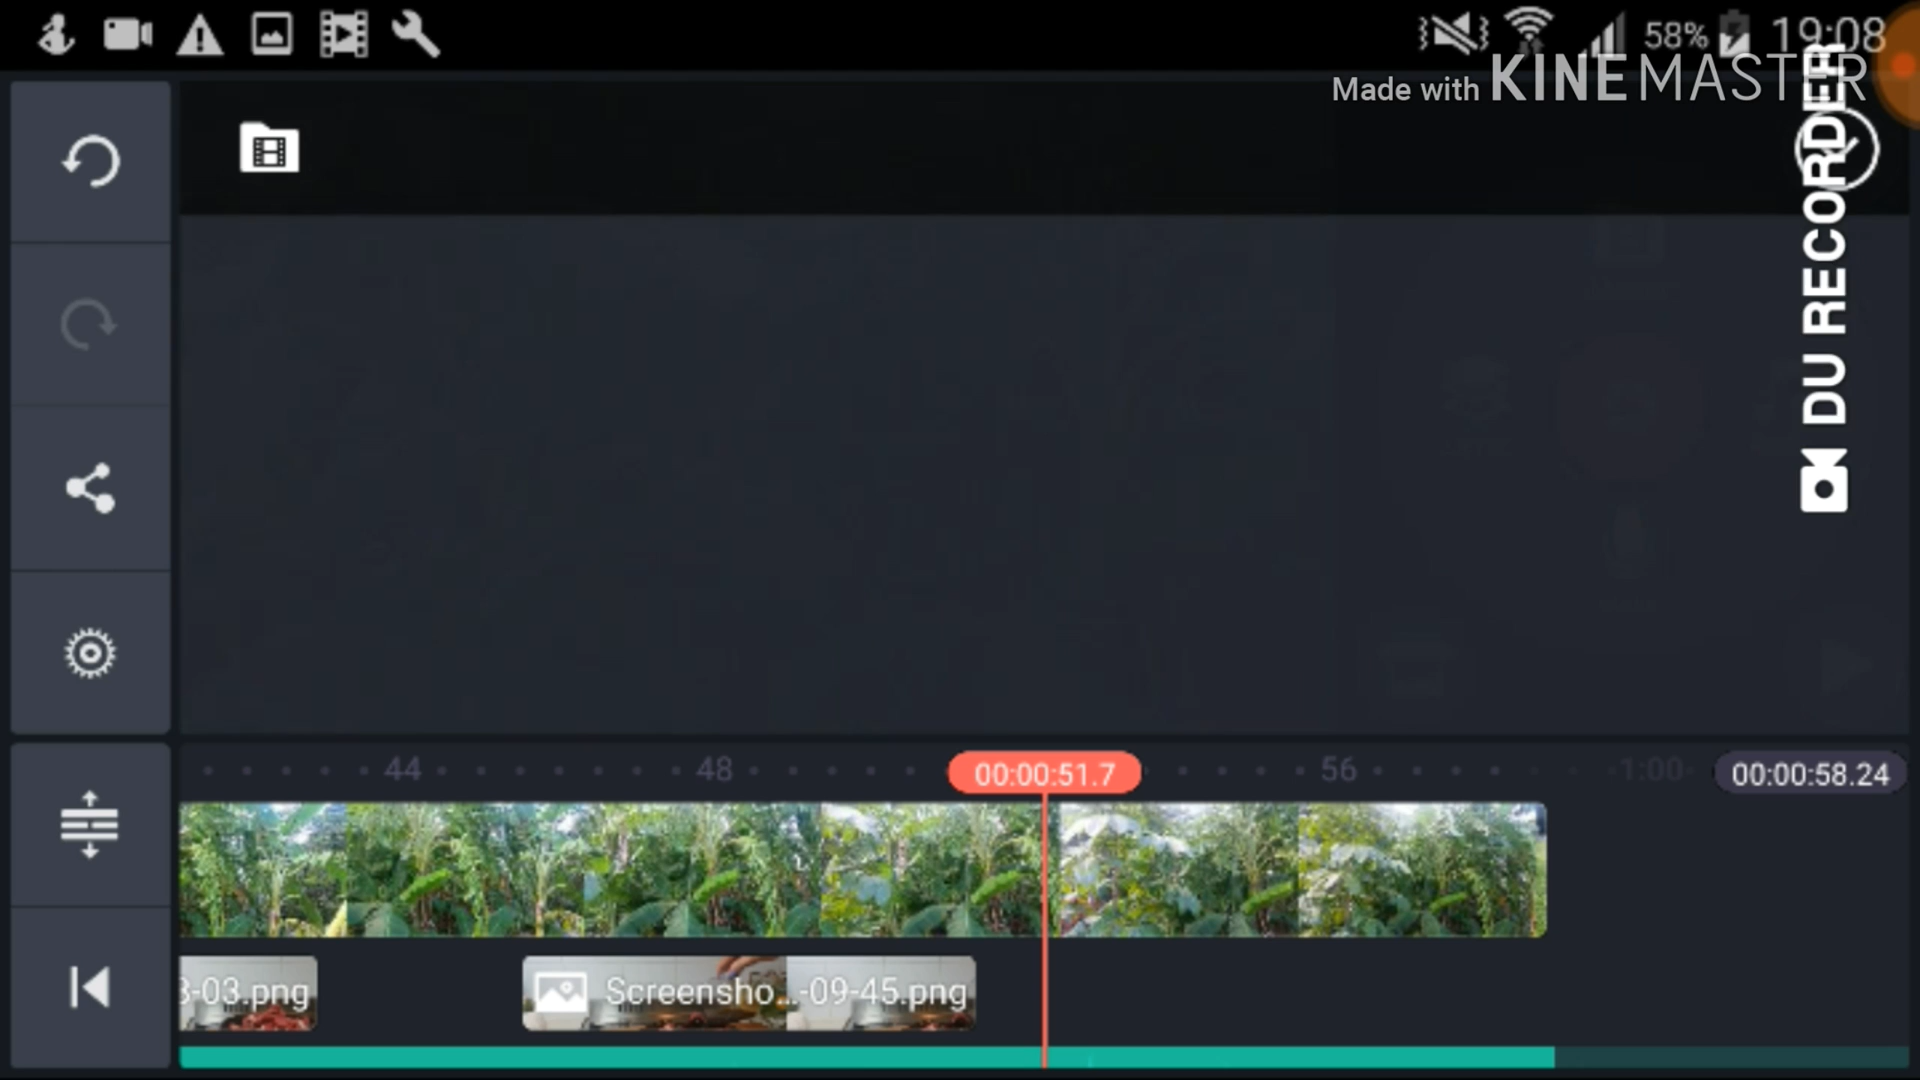 58% 19:08
Made with KINEMASTER
DU RECORDER
44 48 00:00:51.7 56 1:00 00:00:58.24
3-03.png Screensho...-09-45.png